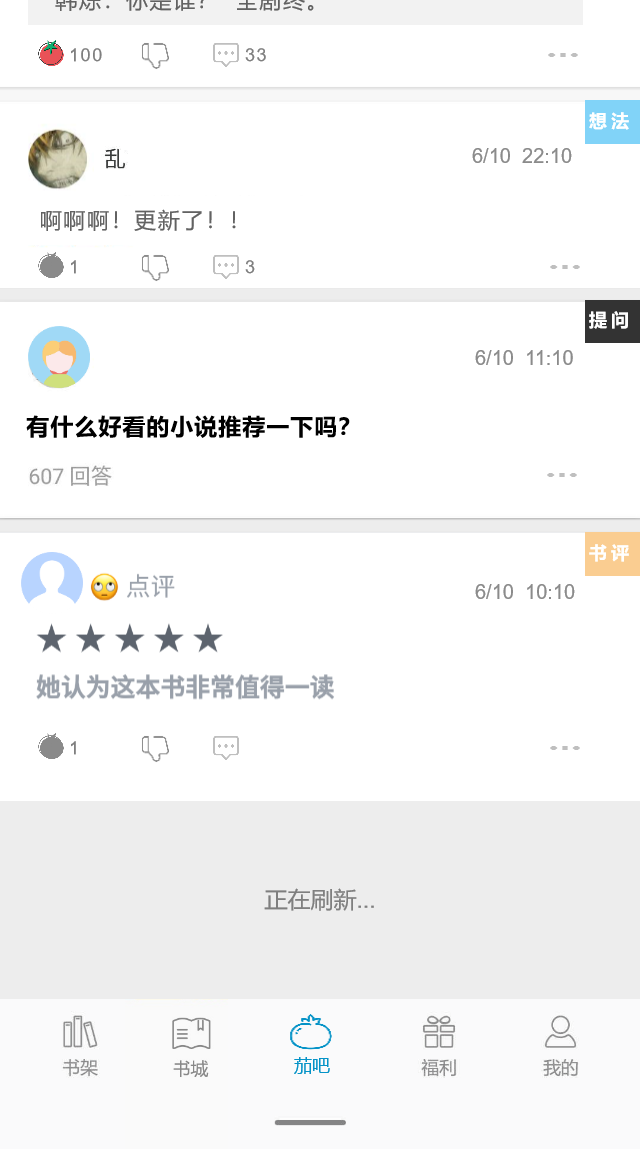 韩烁：你是谁？ 全剧终。
100
33
想法
乱
6/10 22:10
啊啊啊！更新了！！
1
3
提问
6/10 11:10
有什么好看的小说推荐一下吗？
607 回答
书评
点评
6/10 10:10
她认为这本书非常值得一读
1
正在刷新...
书架
书城
茄吧
福利
我的